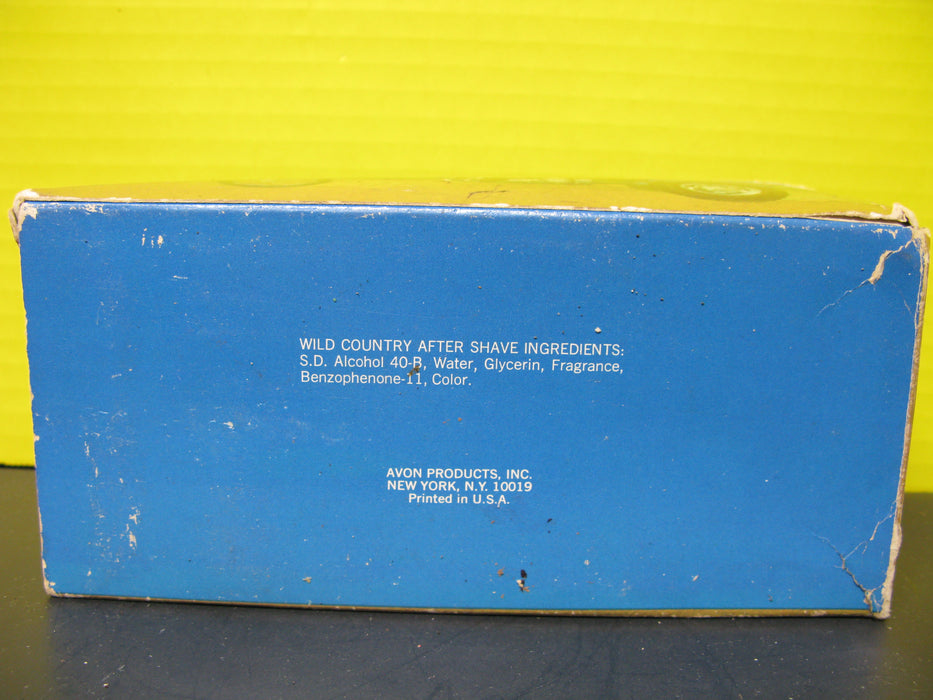 WILD COUNTRY AFTER SHAVE INGREDIENTS:
S.D. Alcohol 40-B, Water, Glycerin, Fragrance,
Benzophenone-11, Color.
AVON PRODUCTS, INC.
NEW YORK, N.Y. 10019
Printed in U.S.A.